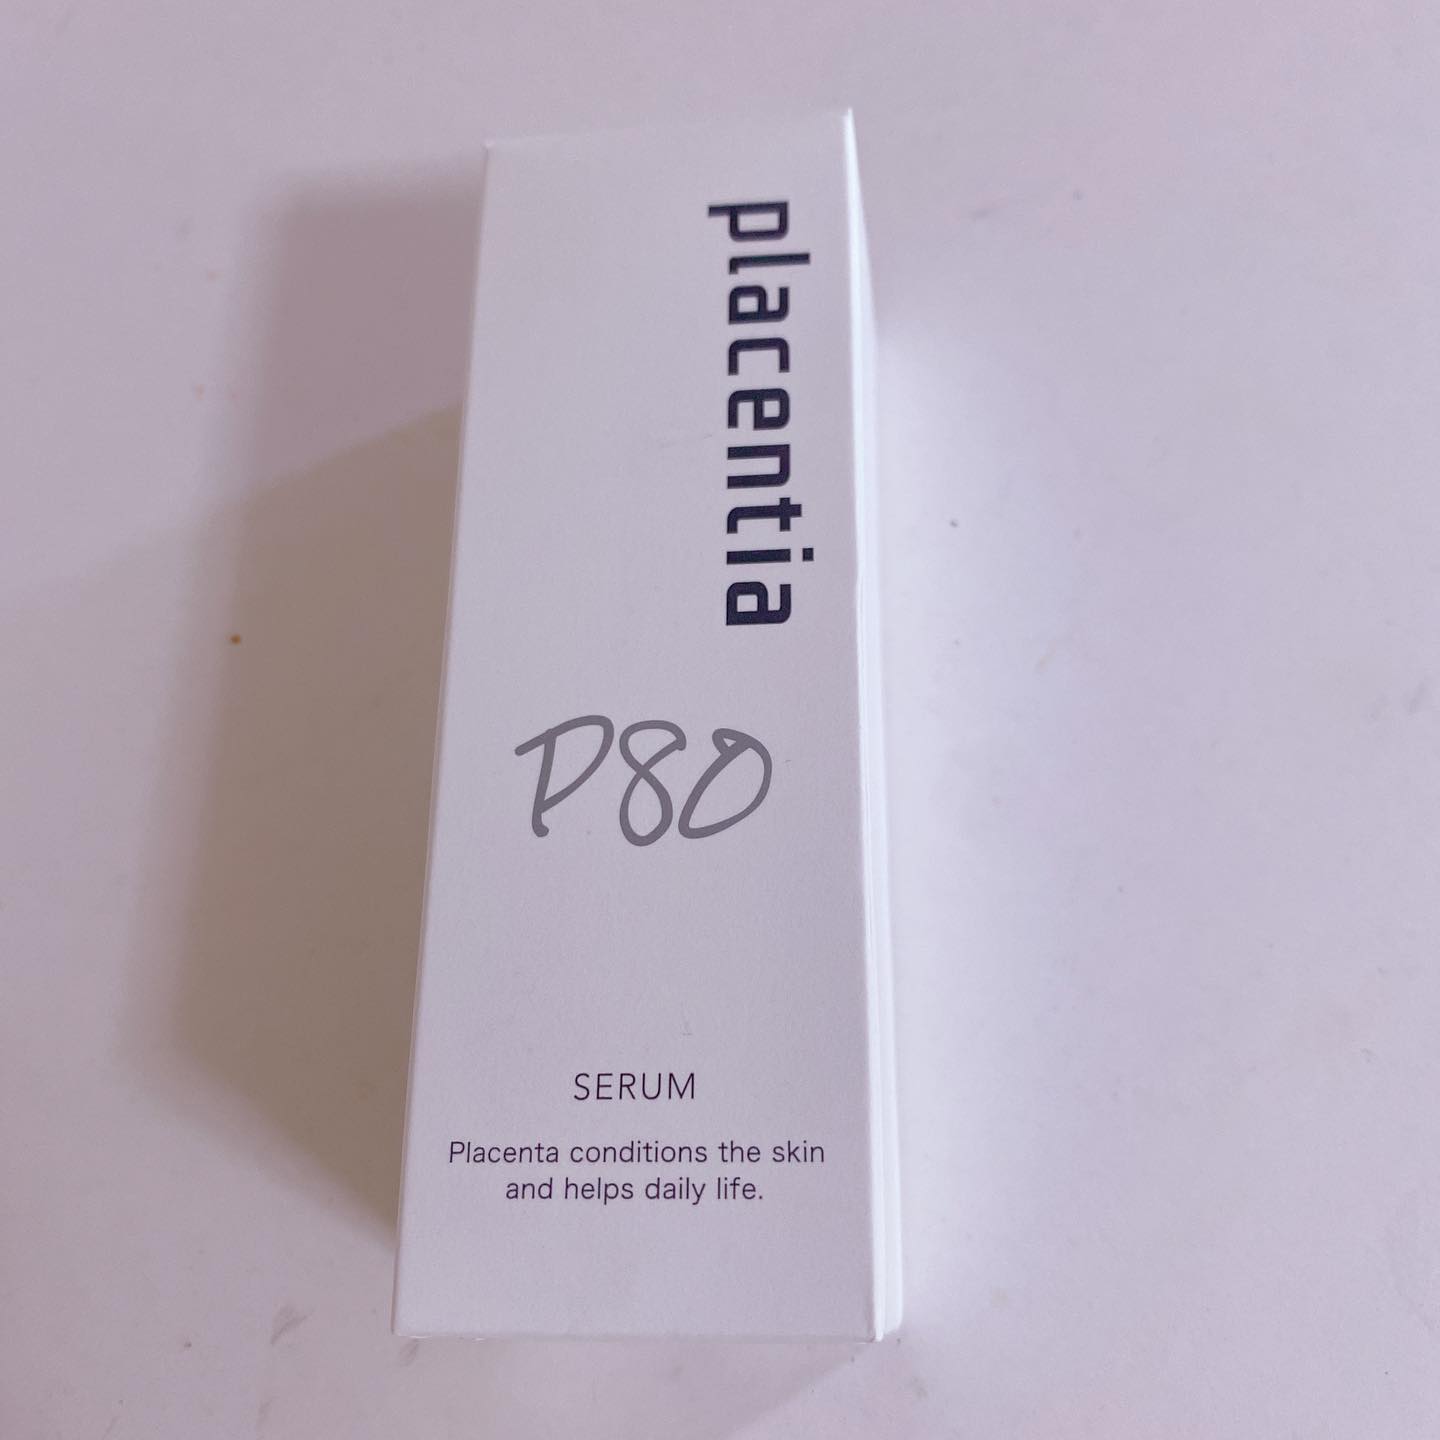 placentia
P80
SERUM
Placenta conditions the skin
and helps daily life.